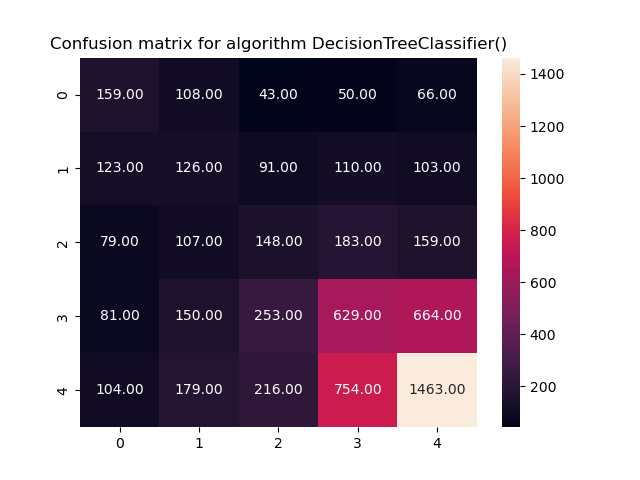 Confusion matrix for algorithm DecisionTreeClassifier()
0 159.00 108.00 43.00 50.00 66.00
1 123.00 126.00 91.00 110.00 103.00
2 79.00 107.00 148.00 183.00 159.00
3 81.00 150.00 253.00 629.00 664.00
4 104.00 179.00 216.00 754.00 1463.00
0 1 2 3 4
1400
1200
1000
800
600
400
200